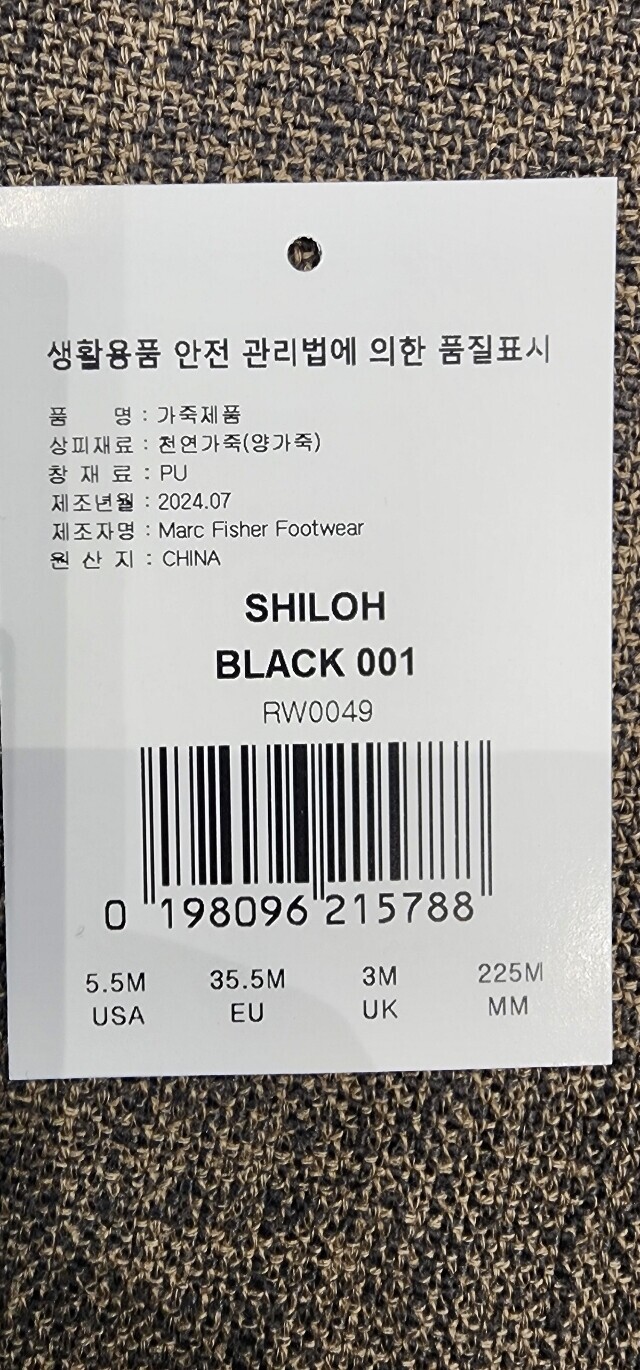 생활용품 안전 관리법에 의한 품질표시
품 명 : 가죽제품
상피재료 : 천연가죽(양가죽)
창 재 료 : PU
제조년월 : 2024.07
제조자명 : Marc Fisher Footwear
원 산 지 : CHINA
SHILOH
BLACK 001
RW0049
0 198096 215788
5.5M 35.5M 3M 225M
USA EU UK MM